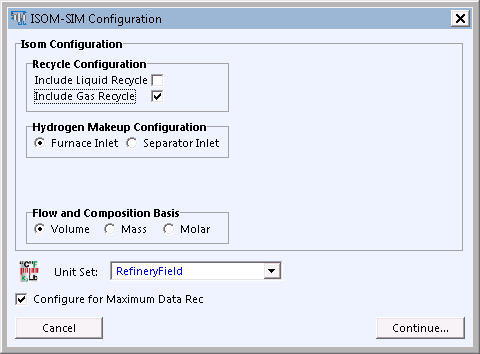 ISOM-SIM Configuration
Isom Configuration
Recycle Configuration
Include Liquid Recycle
Include Gas Recycle
Hydrogen Makeup Configuration
Furnace Inlet Separator Inlet
Flow and Composition Basis
Volume Mass Molar
Unit Set: RefineryField
Configure for Maximum Data Rec
Cancel Continue...